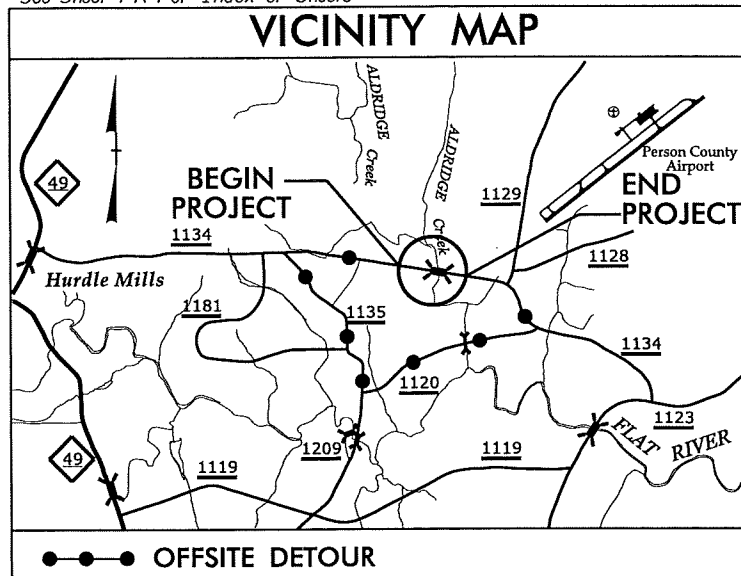 See Sheet 1-A For Index of Sheets
VICINITY MAP
ALDRIDGE
Creek
ALDRIDGE
Creek
Person County
Airport
49
BEGIN
PROJECT
END
PROJECT
1129
1134
1128
Hurdle Mills
1181
1135
1134
1120
1123
FLAT RIVER
49
1209
1119
1119
OFFSITE DETOUR